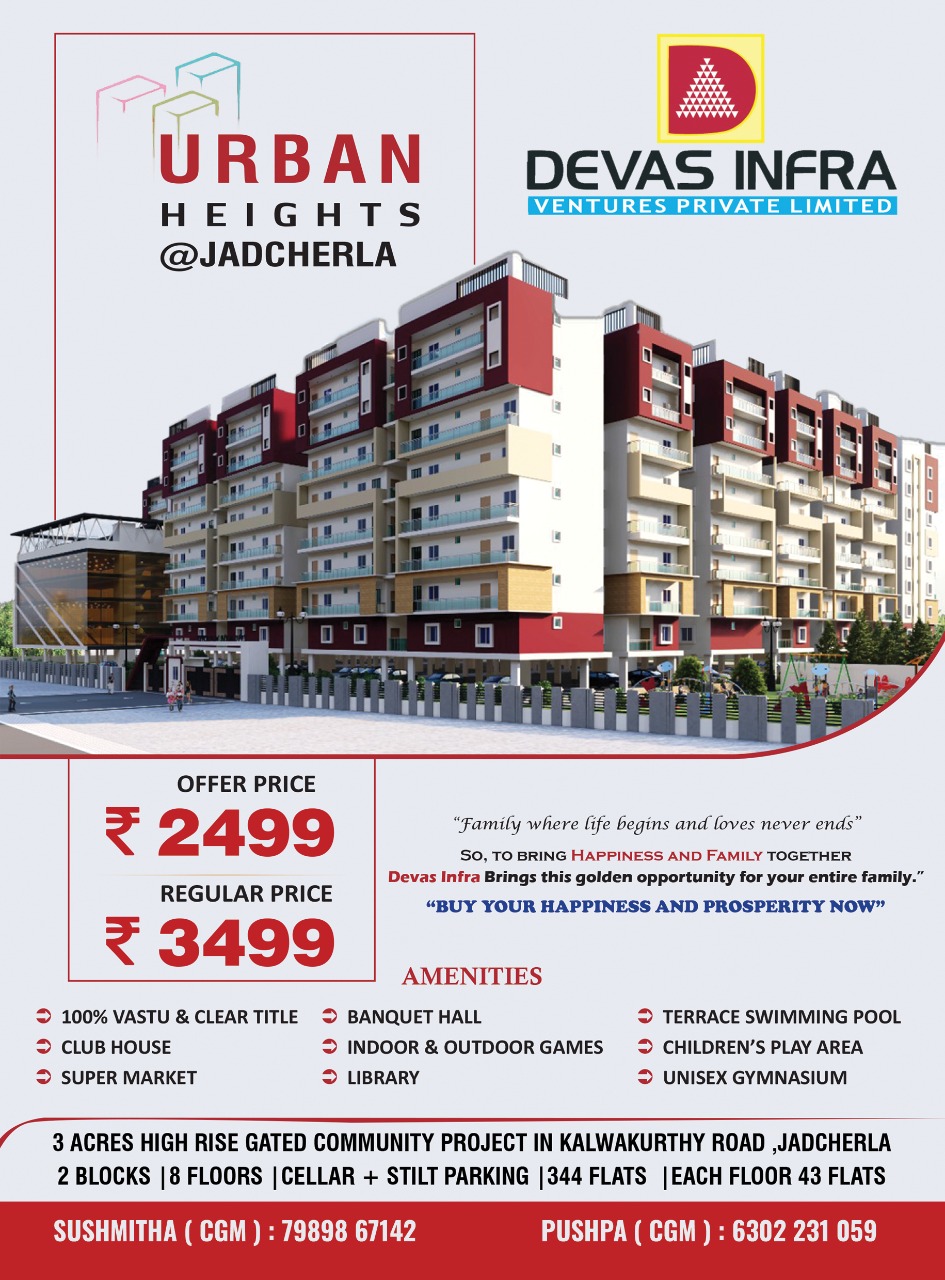 URBAN
HEIGHTS
@JADCHERLA
DEVAS INFRA
VENTURES PRIVATE LIMITED
OFFER PRICE
₹ 2499
REGULAR PRICE
₹ 3499
“Family where life begins and loves never ends”
SO, TO BRING HAPPINESS AND FAMILY TOGETHER
Devas Infra Brings this golden opportunity for your entire family.”
“BUY YOUR HAPPINESS AND PROSPERITY NOW”
AMENITIES
100% VASTU & CLEAR TITLE
CLUB HOUSE
SUPER MARKET
BANQUET HALL
INDOOR & OUTDOOR GAMES
LIBRARY
TERRACE SWIMMING POOL
CHILDREN’S PLAY AREA
UNISEX GYMNASIUM
3 ACRES HIGH RISE GATED COMMUNITY PROJECT IN KALWAKURTHY ROAD ,JADCHERLA
2 BLOCKS |8 FLOORS |CELLAR + STILT PARKING |344 FLATS |EACH FLOOR 43 FLATS
SUSHMITHA ( CGM ) : 79898 67142
PUSHPA ( CGM ) : 6302 231 059